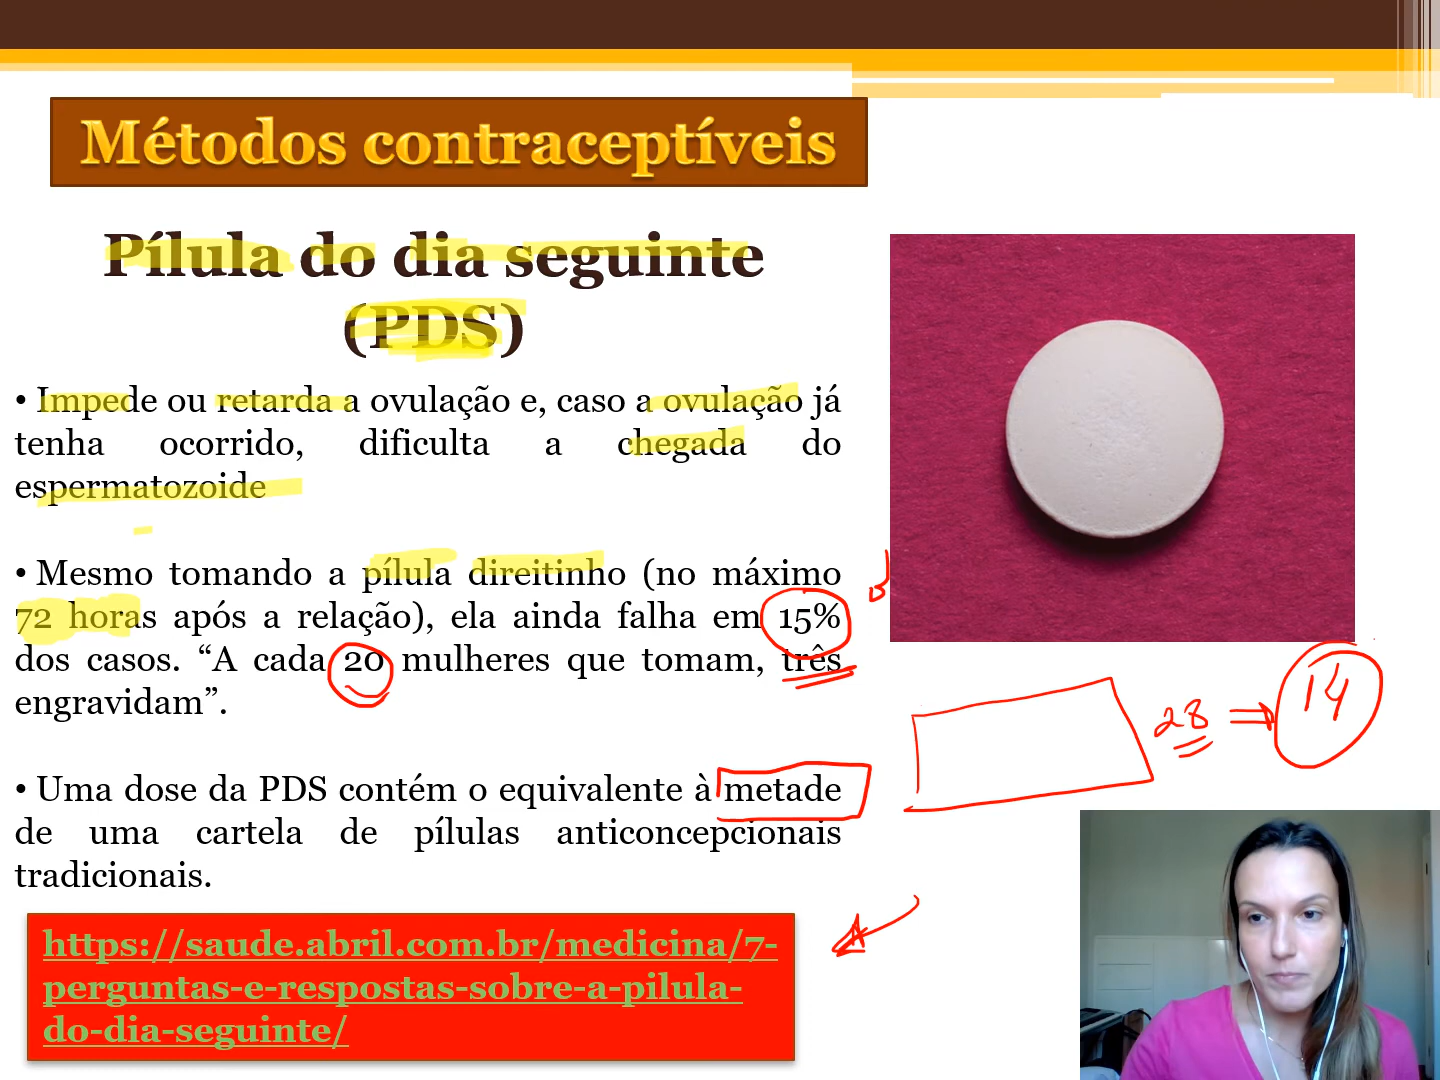 Métodos contraceptíveis
Pílula do dia seguinte
(PDS)
• Impede ou retarda a ovulação e, caso a ovulação já
tenha ocorrido, dificulta a chegada do
espermatozoide
• Mesmo tomando a pílula direitinho (no máximo
72 horas após a relação), ela ainda falha em 15%
dos casos. “A cada 20 mulheres que tomam, três
engravidam”.
28 ⇒ 14
• Uma dose da PDS contém o equivalente à metade
de uma cartela de pílulas anticoncepcionais
tradicionais.
https://saude.abril.com.br/medicina/7-
perguntas-e-respostas-sobre-a-pilula-
do-dia-seguinte/